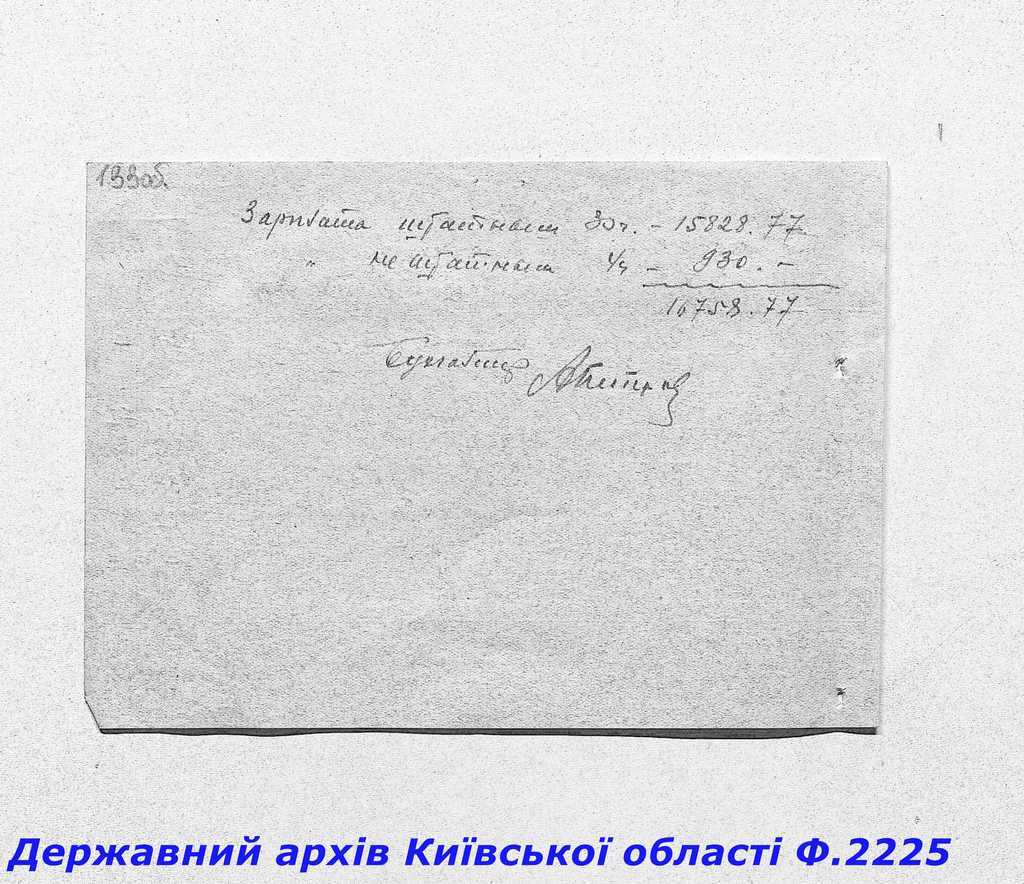 133об.
Зарплата штатным 30ч. – 15828.77
" не штатным 4ч – 930.–
16758.77
Бухгалтер
Державний архів Київської області Ф.2225